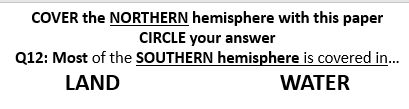 COVER the NORTHERN hemisphere with this paper
CIRCLE your answer
Q12: Most of the SOUTHERN hemisphere is covered in...
LAND WATER